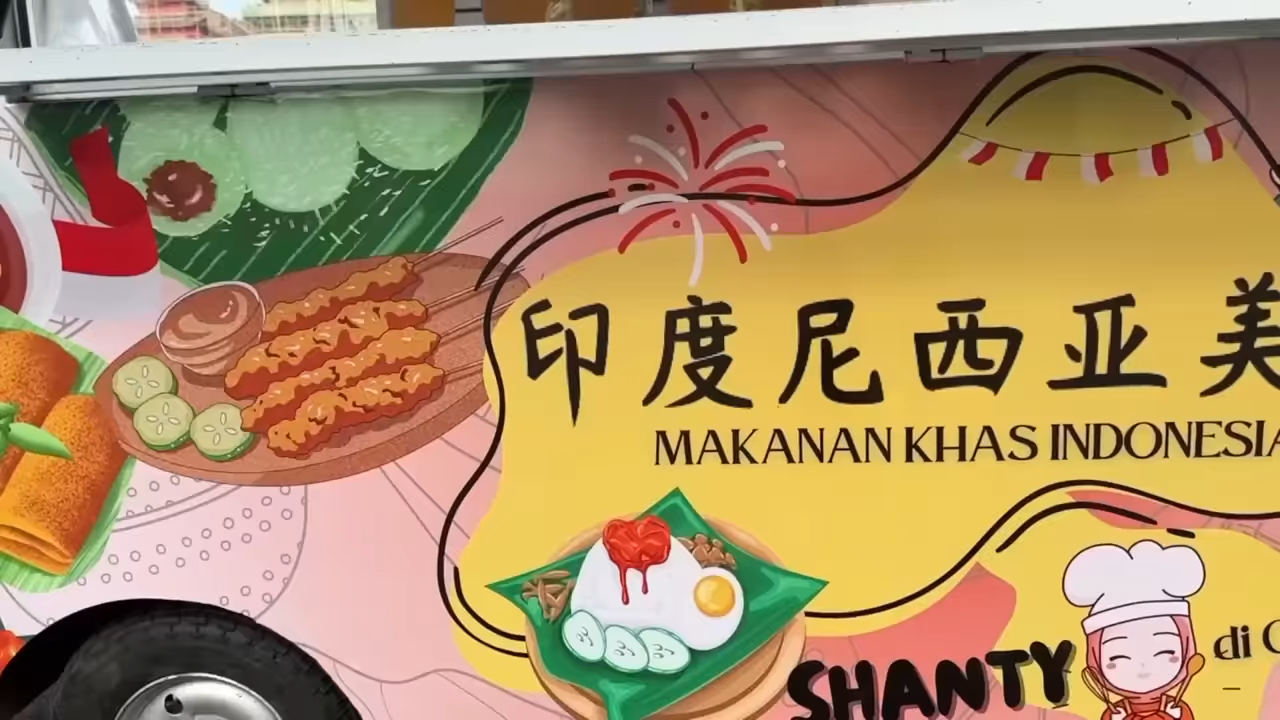 印度尼西亚美
MAKANAN KHAS INDONESIA
SHANTY
di